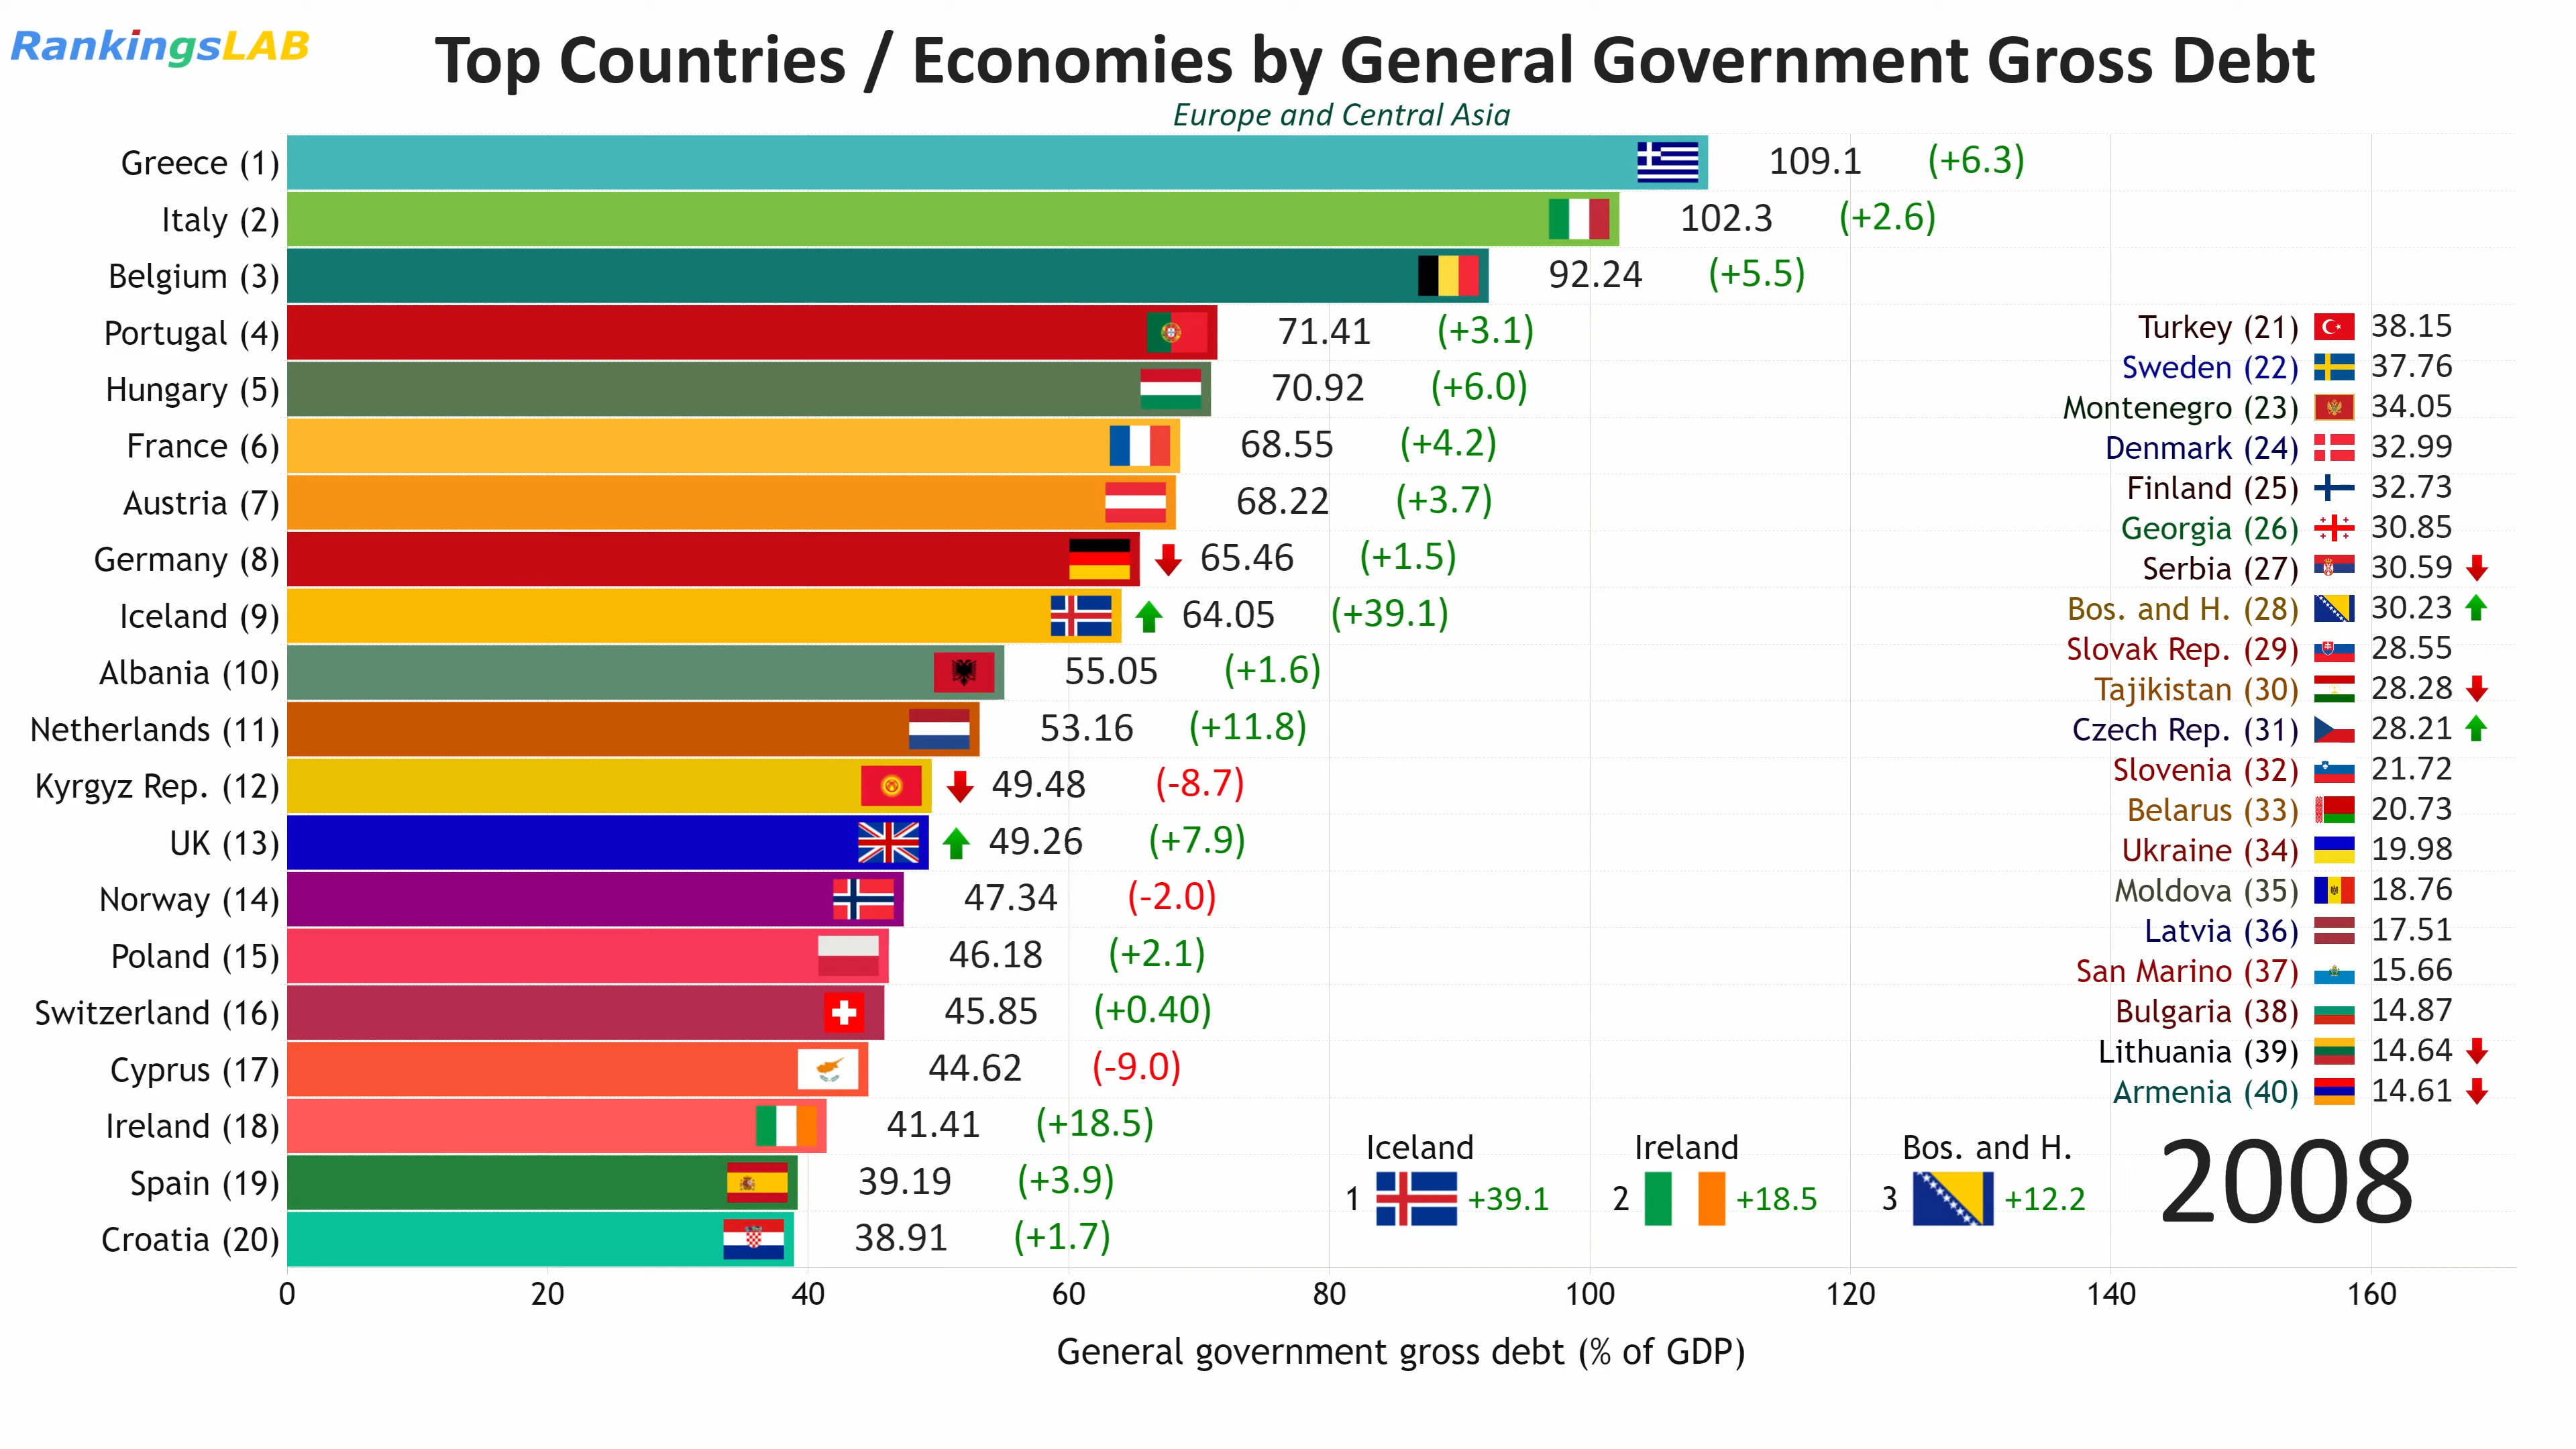 RankingsLAB
Top Countries / Economies by General Government Gross Debt
Europe and Central Asia
Greece (1) 109.1 (+6.3)
Italy (2) 102.3 (+2.6)
Belgium (3) 92.24 (+5.5)
Portugal (4) 71.41 (+3.1)
Hungary (5) 70.92 (+6.0)
France (6) 68.55 (+4.2)
Austria (7) 68.22 (+3.7)
Germany (8) 65.46 (+1.5)
Iceland (9) 64.05 (+39.1)
Albania (10) 55.05 (+1.6)
Netherlands (11) 53.16 (+11.8)
Kyrgyz Rep. (12) 49.48 (-8.7)
UK (13) 49.26 (+7.9)
Norway (14) 47.34 (-2.0)
Poland (15) 46.18 (+2.1)
Switzerland (16) 45.85 (+0.40)
Cyprus (17) 44.62 (-9.0)
Ireland (18) 41.41 (+18.5)
Spain (19) 39.19 (+3.9)
Croatia (20) 38.91 (+1.7)
Turkey (21) 38.15
Sweden (22) 37.76
Montenegro (23) 34.05
Denmark (24) 32.99
Finland (25) 32.73
Georgia (26) 30.85
Serbia (27) 30.59
Bos. and H. (28) 30.23
Slovak Rep. (29) 28.55
Tajikistan (30) 28.28
Czech Rep. (31) 28.21
Slovenia (32) 21.72
Belarus (33) 20.73
Ukraine (34) 19.98
Moldova (35) 18.76
Latvia (36) 17.51
San Marino (37) 15.66
Bulgaria (38) 14.87
Lithuania (39) 14.64
Armenia (40) 14.61
Iceland Ireland Bos. and H.
1 +39.1 2 +18.5 3 +12.2
2008
0 20 40 60 80 100 120 140 160
General government gross debt (% of GDP)